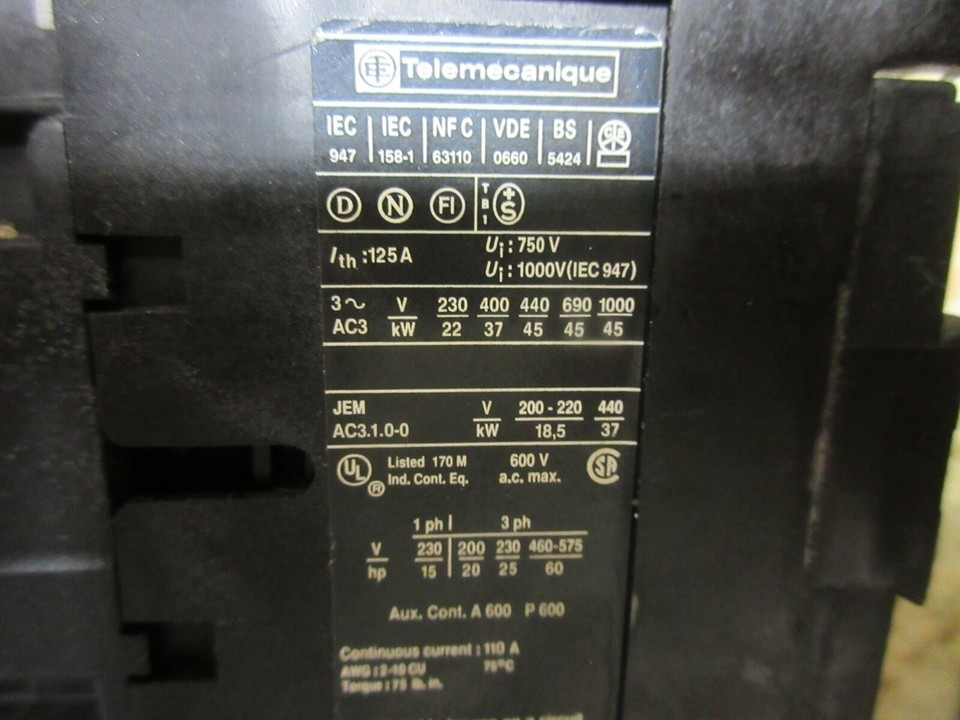 TE Telemecanique
IEC 947 | IEC 158-1 | NF C 63110 | VDE 0660 | BS 5424
D N FI T B 1 +S
Ith : 125 A Ui : 750 V
Ui : 1000V (IEC 947)
3~ V 230 400 440 690 1000
AC3 kW 22 37 45 45 45
JEM V 200 - 220 440
AC3.1.0-0 kW 18,5 37
UL ® Listed 170 M 600 V SA
Ind. Cont. Eq. a.c. max.
1 ph 3 ph
V 230 200 230 460-575
hp 15 20 25 60
Aux. Cont. A 600 P 600
Continuous current : 110 A
AWG : 2-10 CU 75°C
Torque : 75 lb. in.